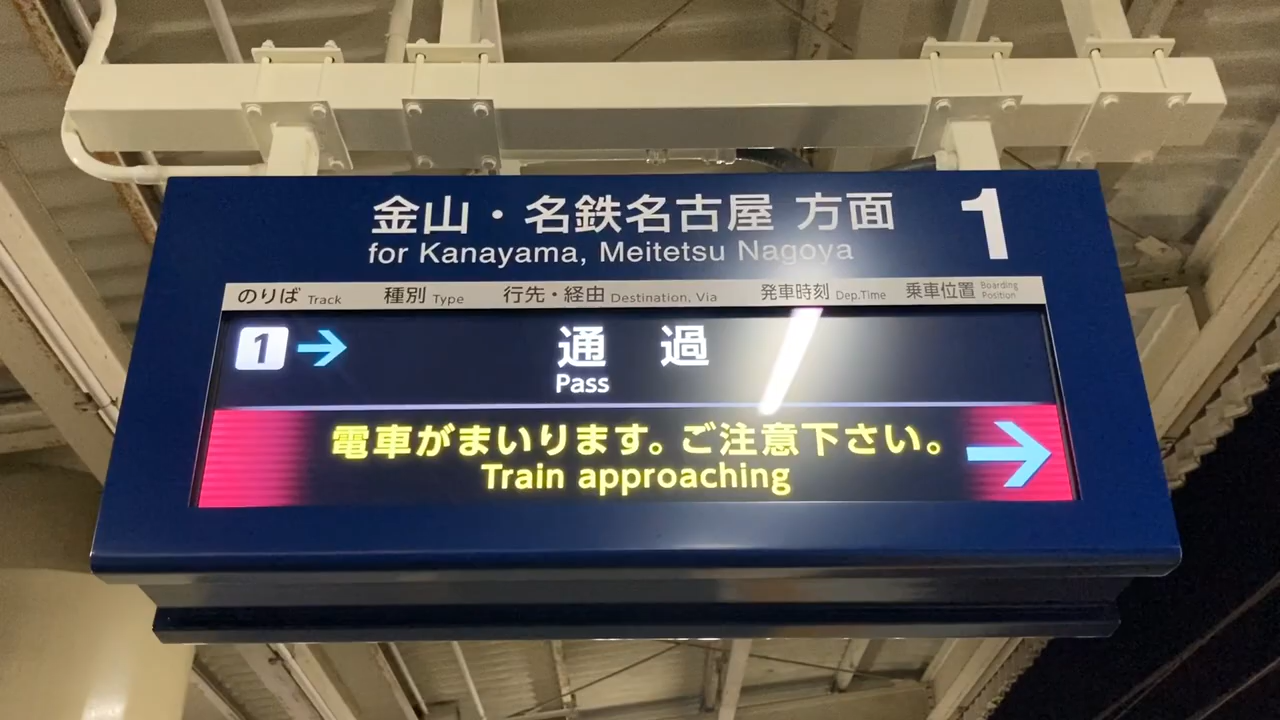 金山・名鉄名古屋 方面 1
for Kanayama, Meitetsu Nagoya
のりば Track 種別 Type 行先・経由 Destination, Via 発車時刻 Dep.Time 乗車位置 Boarding Position
1 → 通 過
Pass
電車がまいります。ご注意下さい。 →
Train approaching